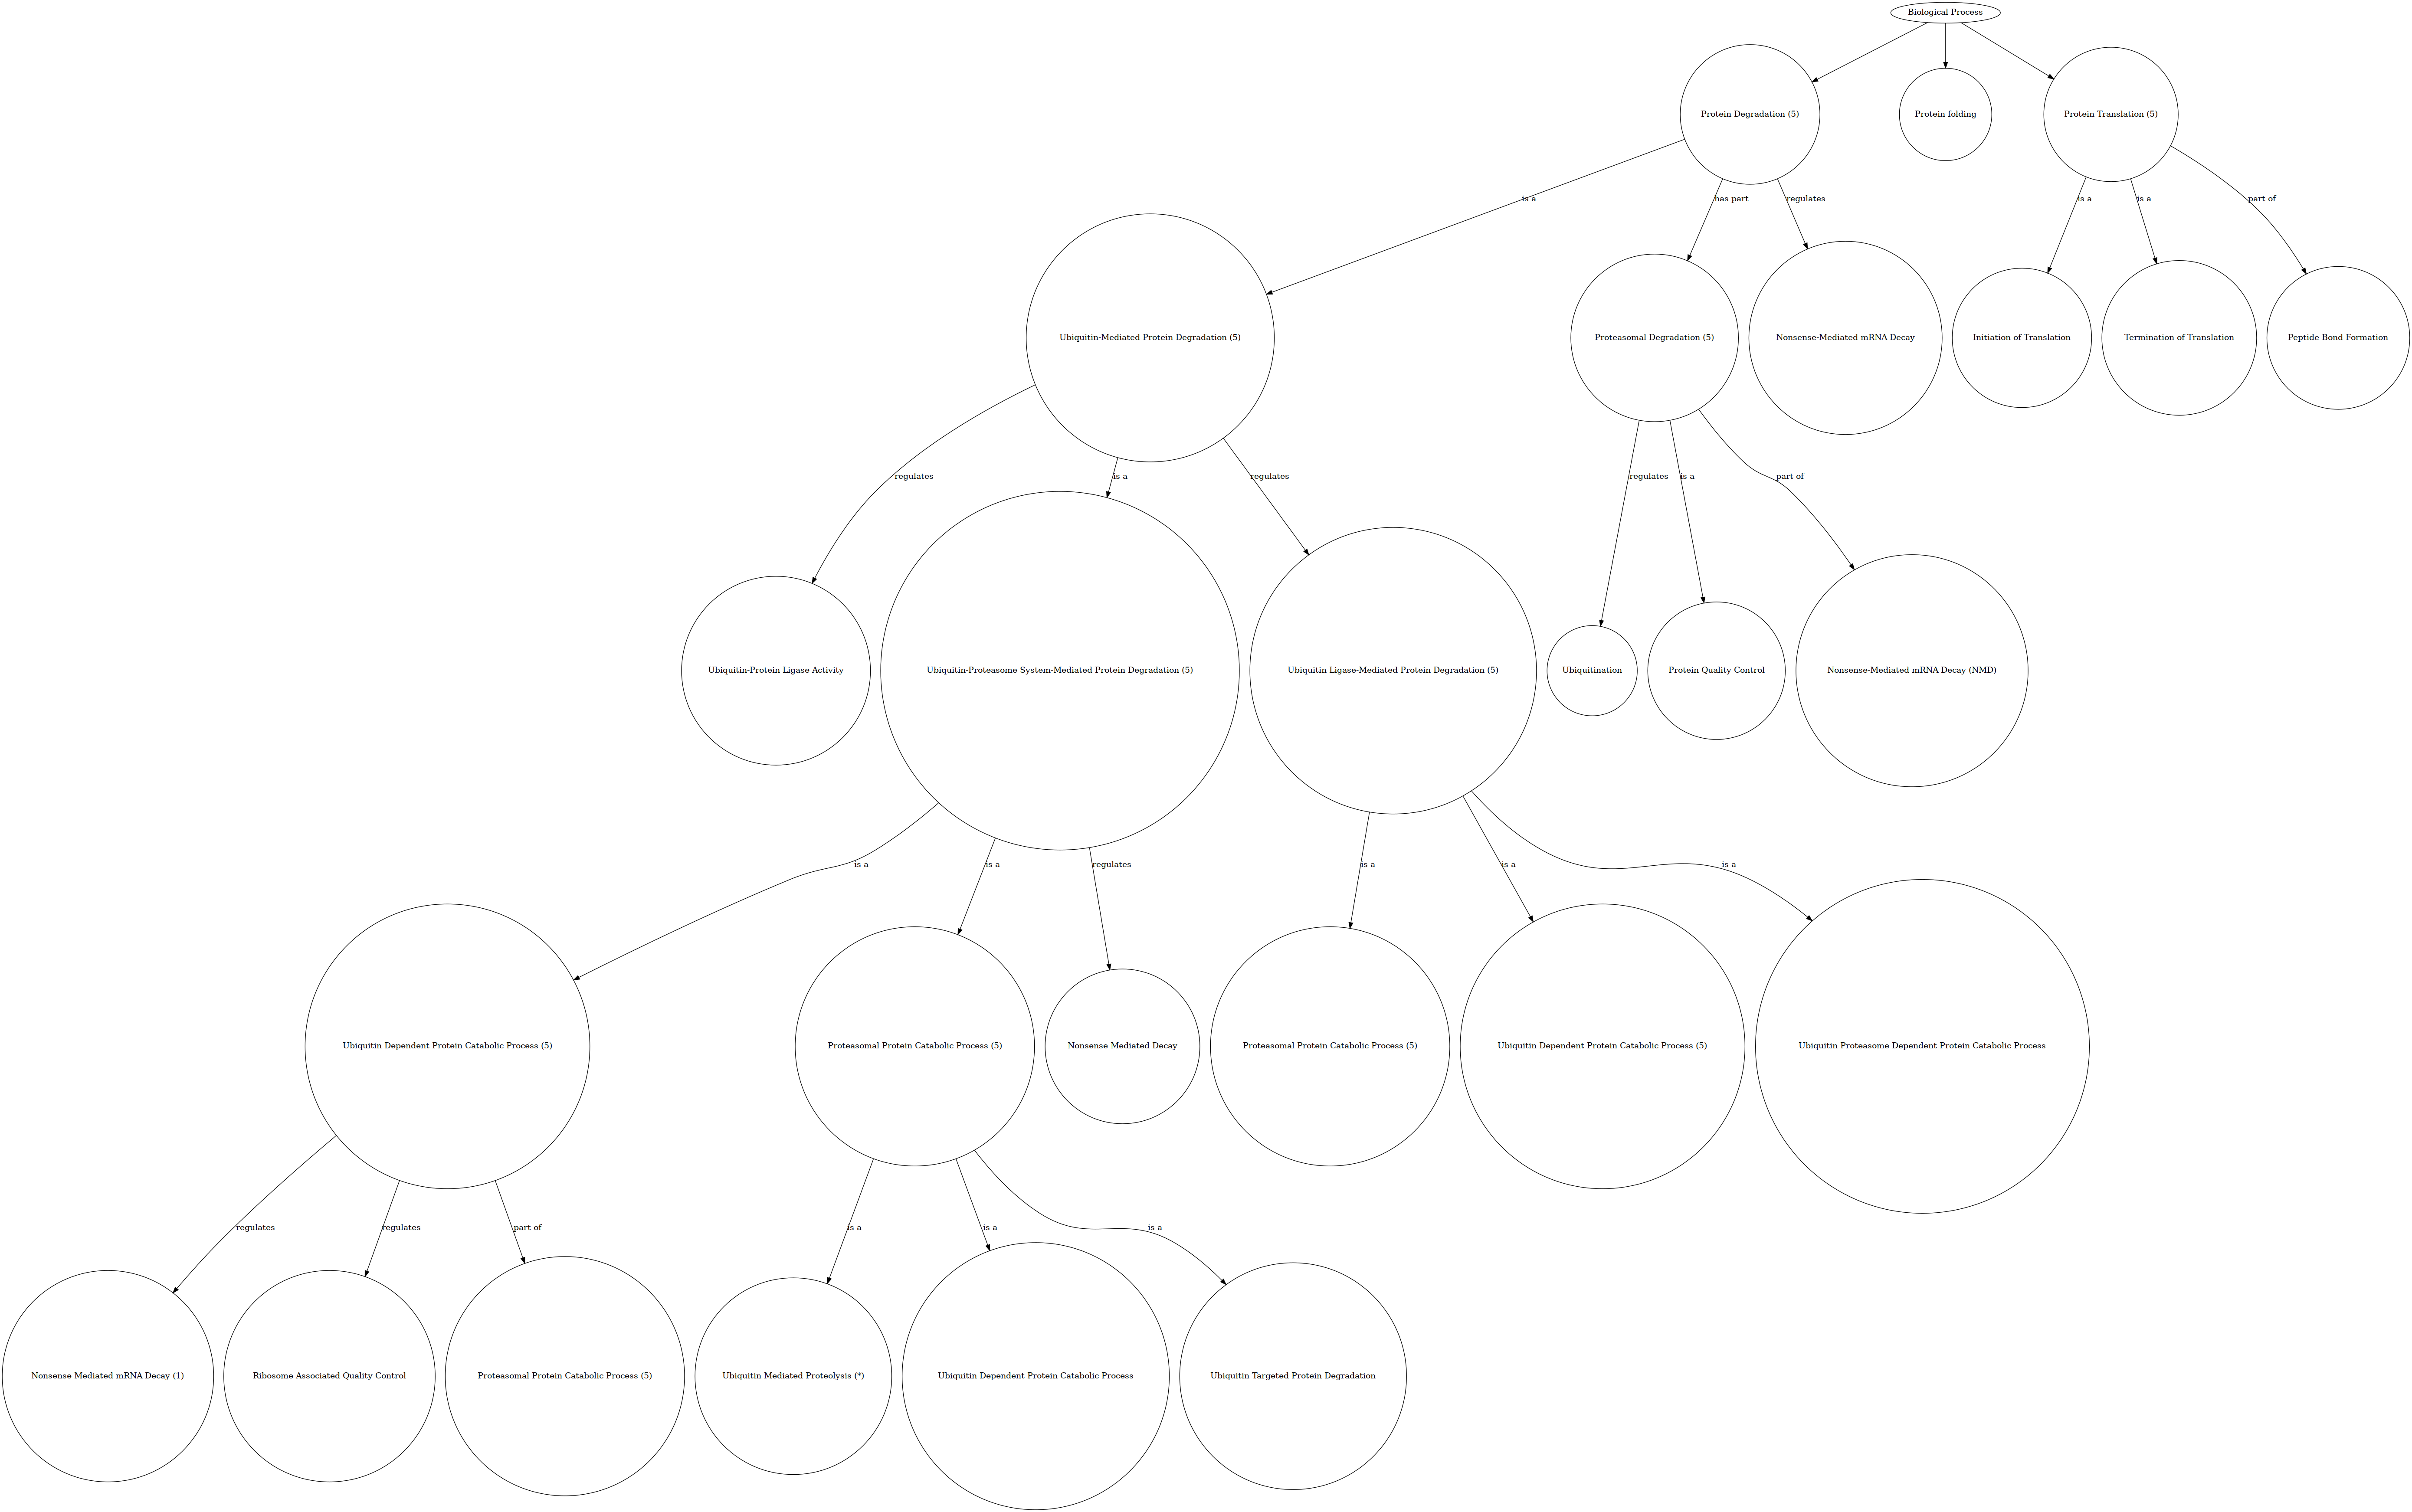 Biological Process
Protein Degradation (5)
Protein folding
Protein Translation (5)
is a
has part
regulates
is a
is a
part of
Ubiquitin-Mediated Protein Degradation (5)
Proteasomal Degradation (5)
Nonsense-Mediated mRNA Decay
Initiation of Translation
Termination of Translation
Peptide Bond Formation
regulates
is a
regulates
regulates
is a
part of
Ubiquitin-Protein Ligase Activity
Ubiquitin-Proteasome System-Mediated Protein Degradation (5)
Ubiquitin Ligase-Mediated Protein Degradation (5)
Ubiquitination
Protein Quality Control
Nonsense-Mediated mRNA Decay (NMD)
is a
is a
regulates
is a
is a
is a
Ubiquitin-Dependent Protein Catabolic Process (5)
Proteasomal Protein Catabolic Process (5)
Nonsense-Mediated Decay
Proteasomal Protein Catabolic Process (5)
Ubiquitin-Dependent Protein Catabolic Process (5)
Ubiquitin-Proteasome-Dependent Protein Catabolic Process
regulates
regulates
part of
is a
is a
is a
Nonsense-Mediated mRNA Decay (1)
Ribosome-Associated Quality Control
Proteasomal Protein Catabolic Process (5)
Ubiquitin-Mediated Proteolysis (*)
Ubiquitin-Dependent Protein Catabolic Process
Ubiquitin-Targeted Protein Degradation